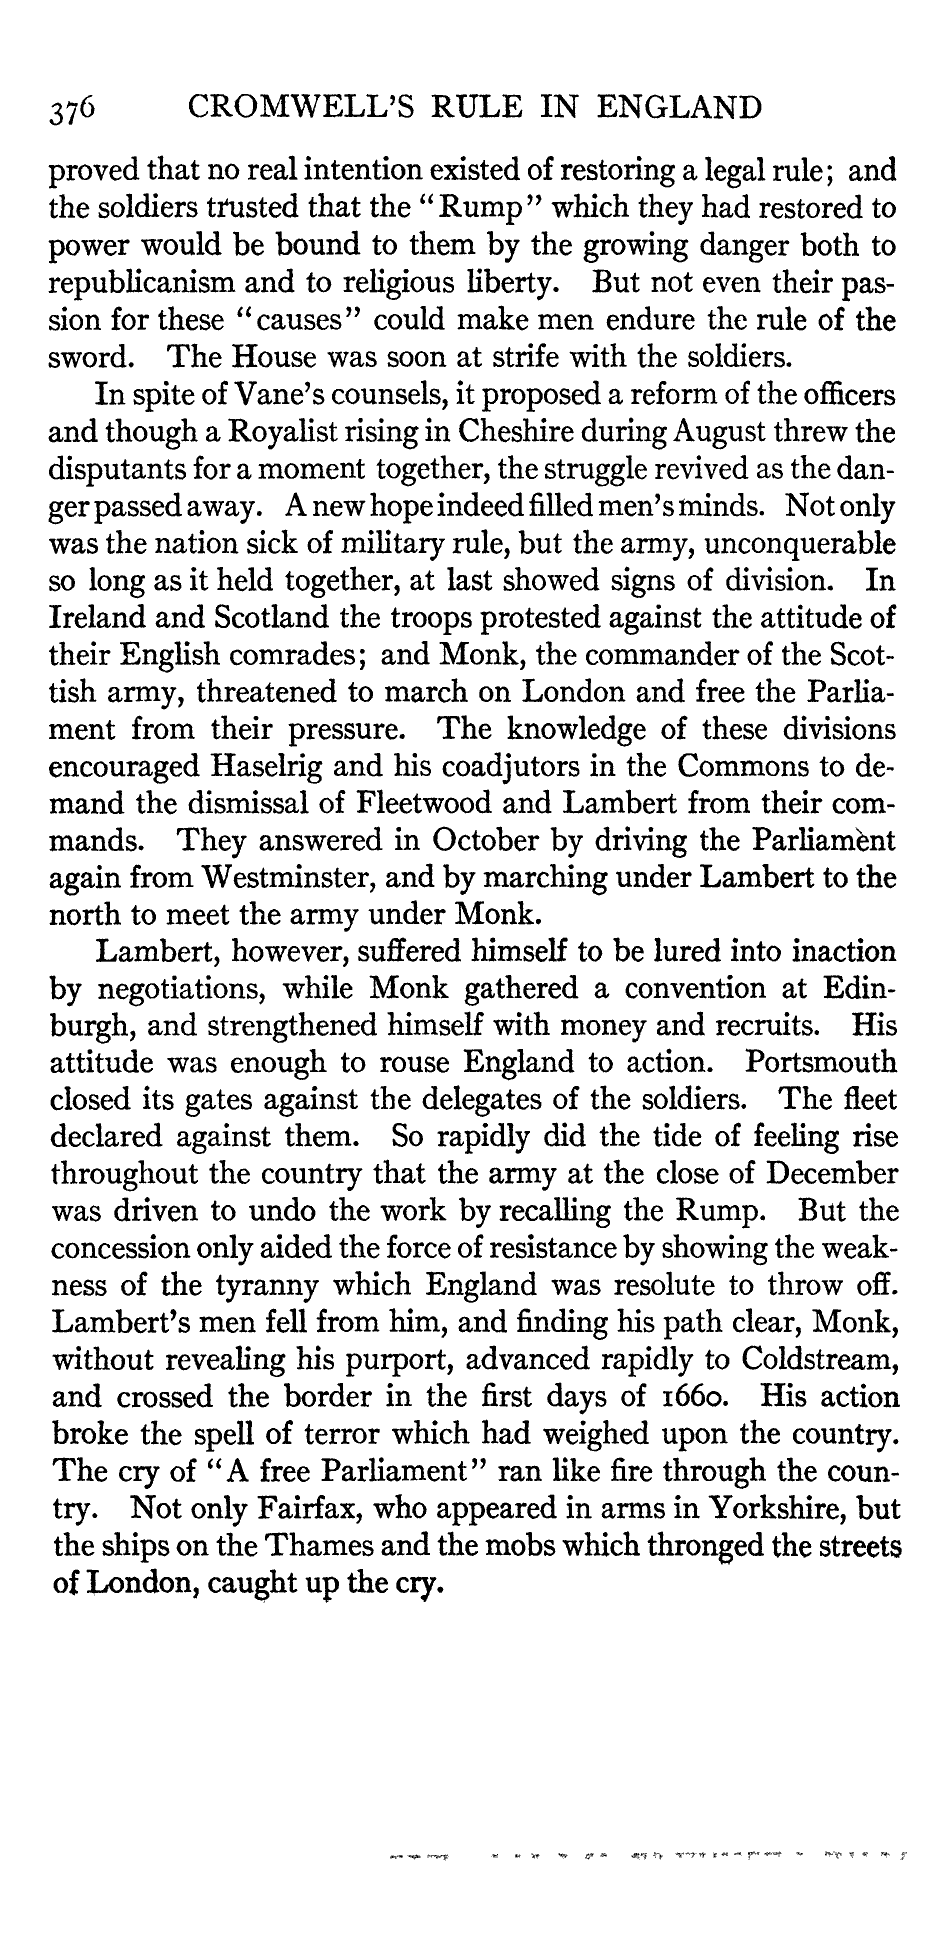 376 CROMWELL'S RULE IN ENGLAND
proved that no real intention existed of restoring a legal rule; and
the soldiers trusted that the "Rump" which they had restored to
power would be bound to them by the growing danger both to
republicanism and to religious liberty. But not even their pas-
sion for these "causes" could make men endure the rule of the
sword. The House was soon at strife with the soldiers.
In spite of Vane's counsels, it proposed a reform of the officers
and though a Royalist rising in Cheshire during August threw the
disputants for a moment together, the struggle revived as the dan-
ger passed away. A new hope indeed filled men's minds. Not only
was the nation sick of military rule, but the army, unconquerable
so long as it held together, at last showed signs of division. In
Ireland and Scotland the troops protested against the attitude of
their English comrades; and Monk, the commander of the Scot-
tish army, threatened to march on London and free the Parlia-
ment from their pressure. The knowledge of these divisions
encouraged Haselrig and his coadjutors in the Commons to de-
mand the dismissal of Fleetwood and Lambert from their com-
mands. They answered in October by driving the Parliament
again from Westminster, and by marching under Lambert to the
north to meet the army under Monk.
Lambert, however, suffered himself to be lured into inaction
by negotiations, while Monk gathered a convention at Edin-
burgh, and strengthened himself with money and recruits. His
attitude was enough to rouse England to action. Portsmouth
closed its gates against the delegates of the soldiers. The fleet
declared against them. So rapidly did the tide of feeling rise
throughout the country that the army at the close of December
was driven to undo the work by recalling the Rump. But the
concession only aided the force of resistance by showing the weak-
ness of the tyranny which England was resolute to throw off.
Lambert's men fell from him, and finding his path clear, Monk,
without revealing his purport, advanced rapidly to Coldstream,
and crossed the border in the first days of 1660. His action
broke the spell of terror which had weighed upon the country.
The cry of "A free Parliament" ran like fire through the coun-
try. Not only Fairfax, who appeared in arms in Yorkshire, but
the ships on the Thames and the mobs which thronged the streets
of London, caught up the cry.